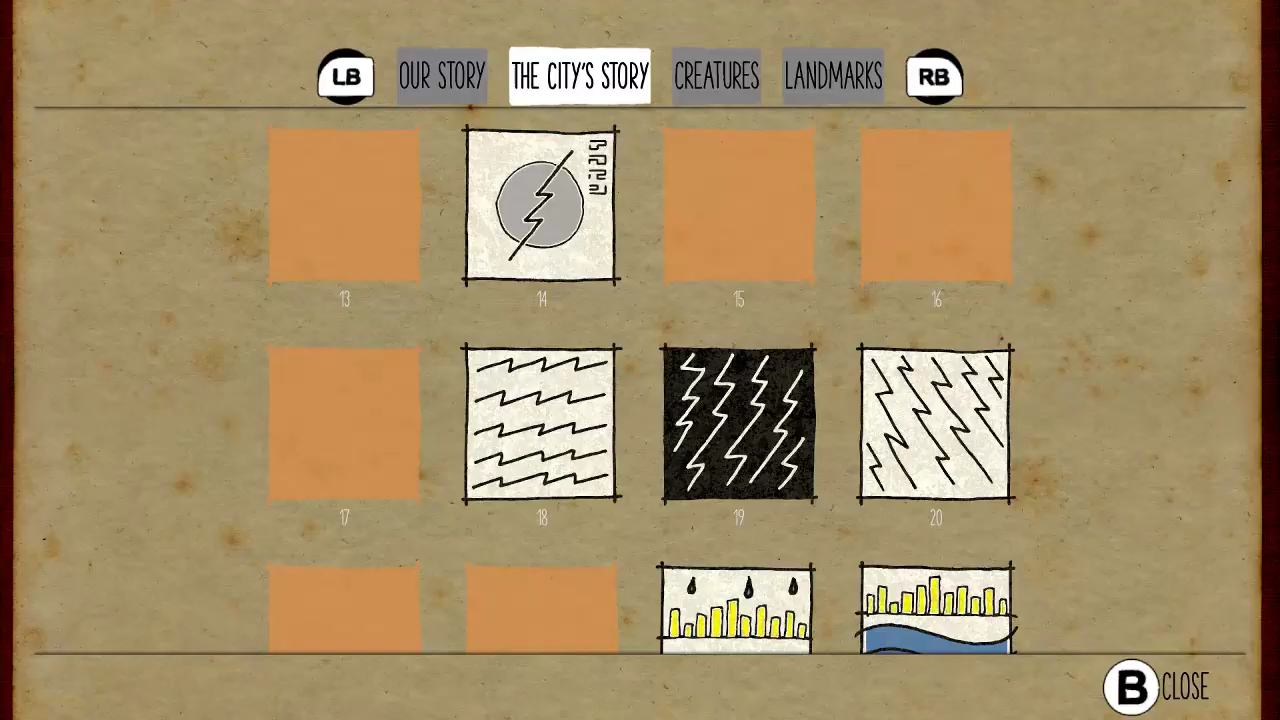 LB OUR STORY THE CITY'S STORY CREATURES LANDMARKS RB
13 14 15 16
17 18 19 20
B CLOSE